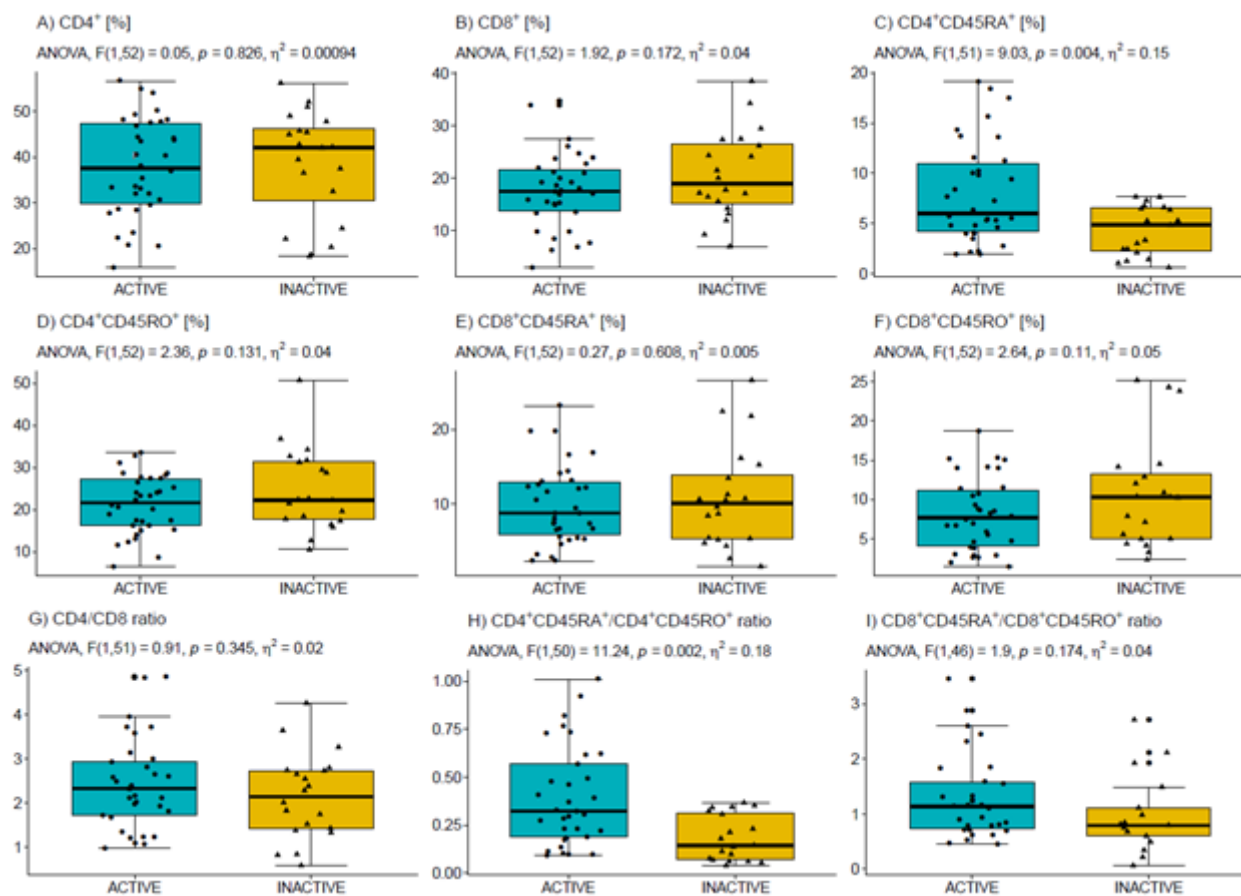 A) CD4⁺ [%]
ANOVA, F(1,52) = 0.05, p = 0.826, η² = 0.00094
50
40
30
20
ACTIVE INACTIVE
B) CD8⁺ [%]
ANOVA, F(1,52) = 1.92, p = 0.172, η² = 0.04
40
30
20
10
ACTIVE INACTIVE
C) CD4⁺CD45RA⁺ [%]
ANOVA, F(1,51) = 9.03, p = 0.004, η² = 0.15
20
15
10
5
0
ACTIVE INACTIVE
D) CD4⁺CD45RO⁺ [%]
ANOVA, F(1,52) = 2.36, p = 0.131, η² = 0.04
50
40
30
20
10
ACTIVE INACTIVE
E) CD8⁺CD45RA⁺ [%]
ANOVA, F(1,52) = 0.27, p = 0.608, η² = 0.005
20
10
ACTIVE INACTIVE
F) CD8⁺CD45RO⁺ [%]
ANOVA, F(1,52) = 2.64, p = 0.11, η² = 0.05
25
20
15
10
5
ACTIVE INACTIVE
G) CD4/CD8 ratio
ANOVA, F(1,51) = 0.91, p = 0.345, η² = 0.02
5
4
3
2
1
ACTIVE INACTIVE
H) CD4⁺CD45RA⁺/CD4⁺CD45RO⁺ ratio
ANOVA, F(1,50) = 11.24, p = 0.002, η² = 0.18
1.00
0.75
0.50
0.25
0.00
ACTIVE INACTIVE
I) CD8⁺CD45RA⁺/CD8⁺CD45RO⁺ ratio
ANOVA, F(1,46) = 1.9, p = 0.174, η² = 0.04
3
2
1
0
ACTIVE INACTIVE